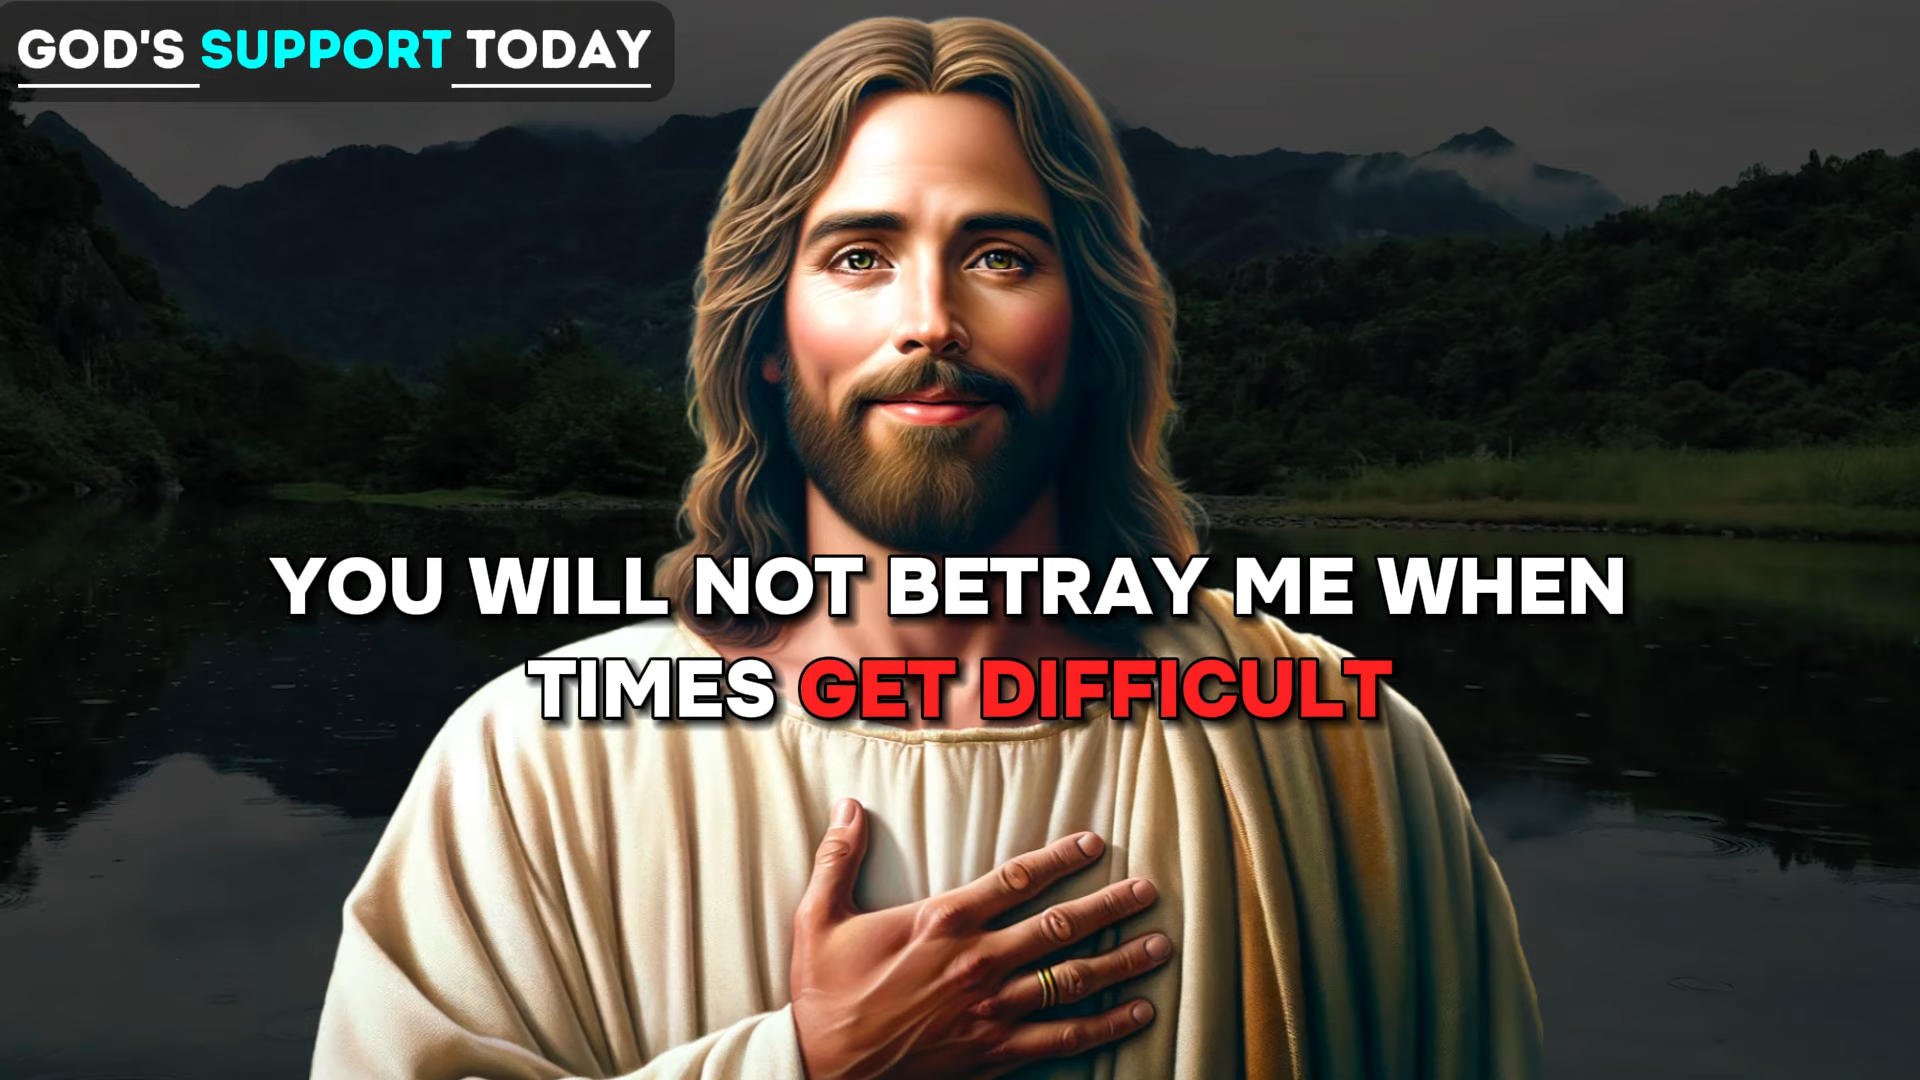 GOD'S SUPPORT TODAY
YOU WILL NOT BETRAY ME WHEN
TIMES GET DIFFICULT